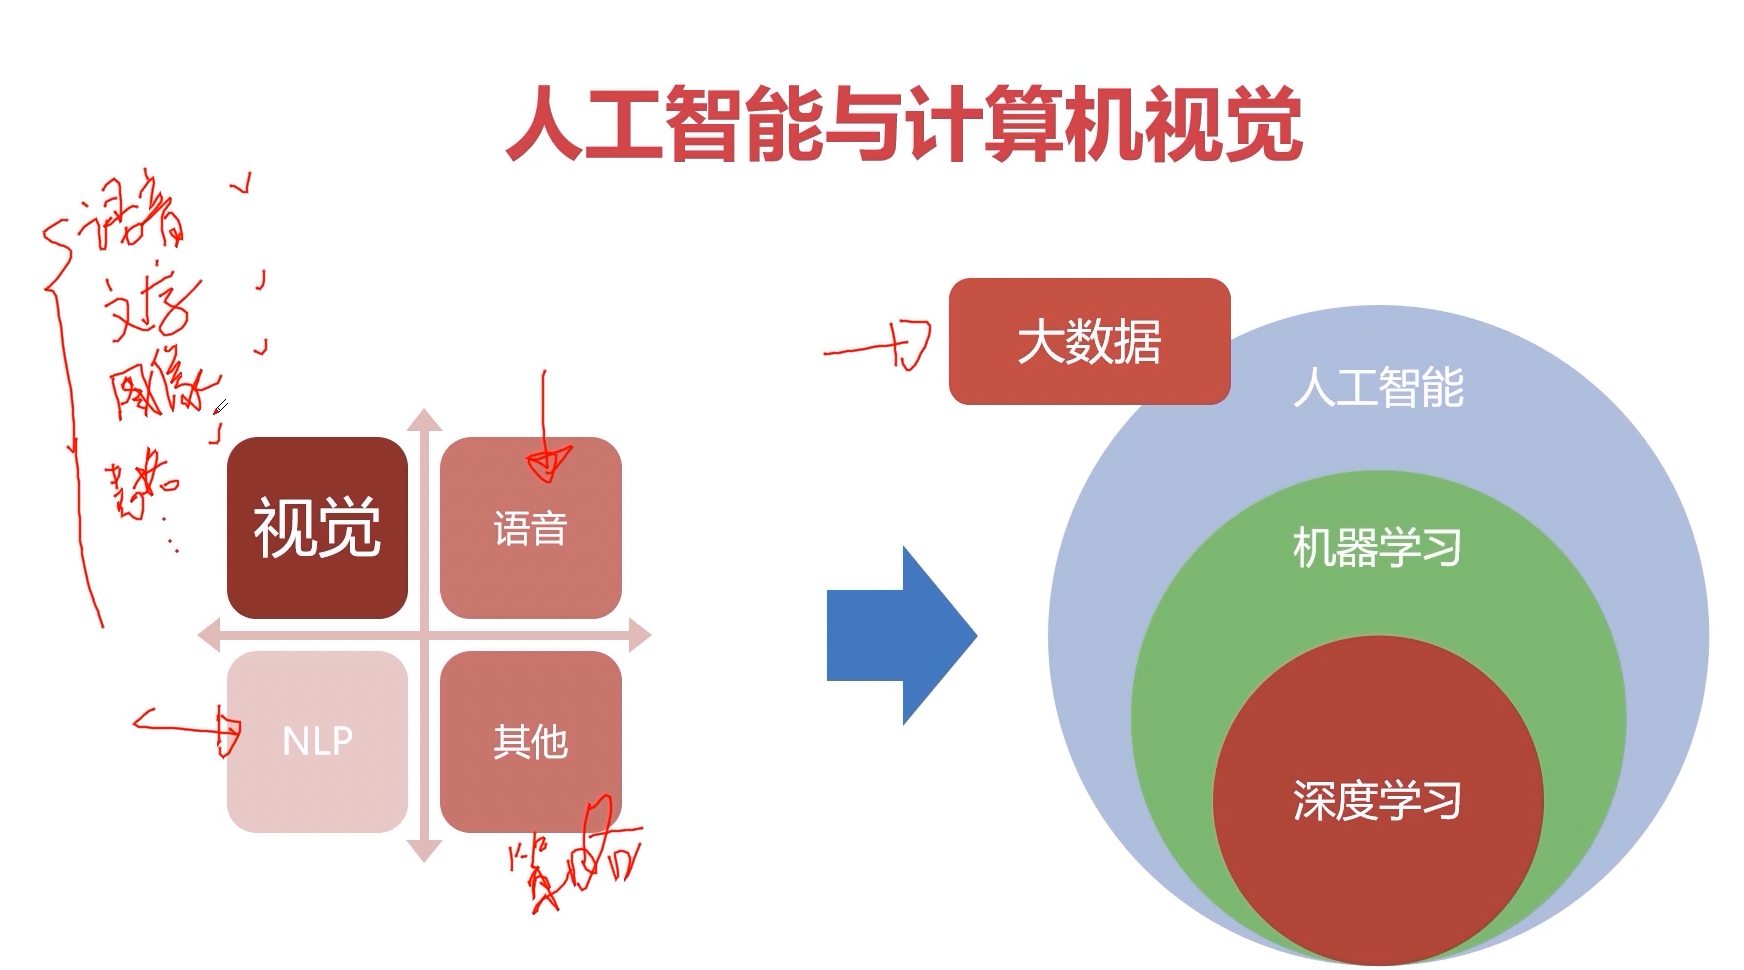 人工智能与计算机视觉
语音
文字
图像
数据
视觉
语音
NLP
其他
策略
大数据
人工智能
机器学习
深度学习